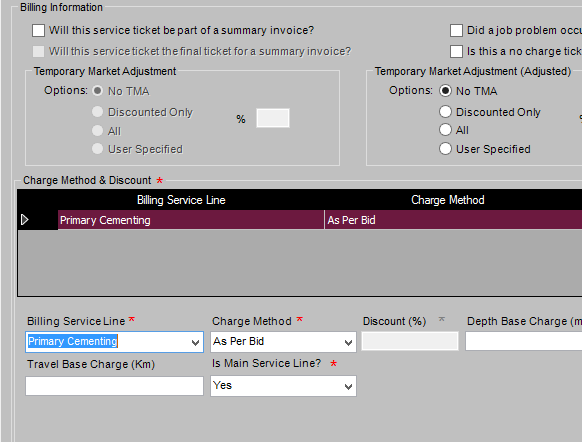 Billing Information
Will this service ticket be part of a summary invoice?
Did a job problem occu
Will this service ticket the final ticket for a summary invoice?
Is this a no charge tick
Temporary Market Adjustment
Temporary Market Adjustment (Adjusted)
Options: No TMA
Options: No TMA
Discounted Only
%
Discounted Only
All
All
User Specified
User Specified
Charge Method & Discount *
Billing Service Line Charge Method
Primary Cementing As Per Bid
Billing Service Line * Charge Method * Discount (%) * Depth Base Charge (m
Primary Cementing As Per Bid
Travel Base Charge (Km) Is Main Service Line? *
Yes